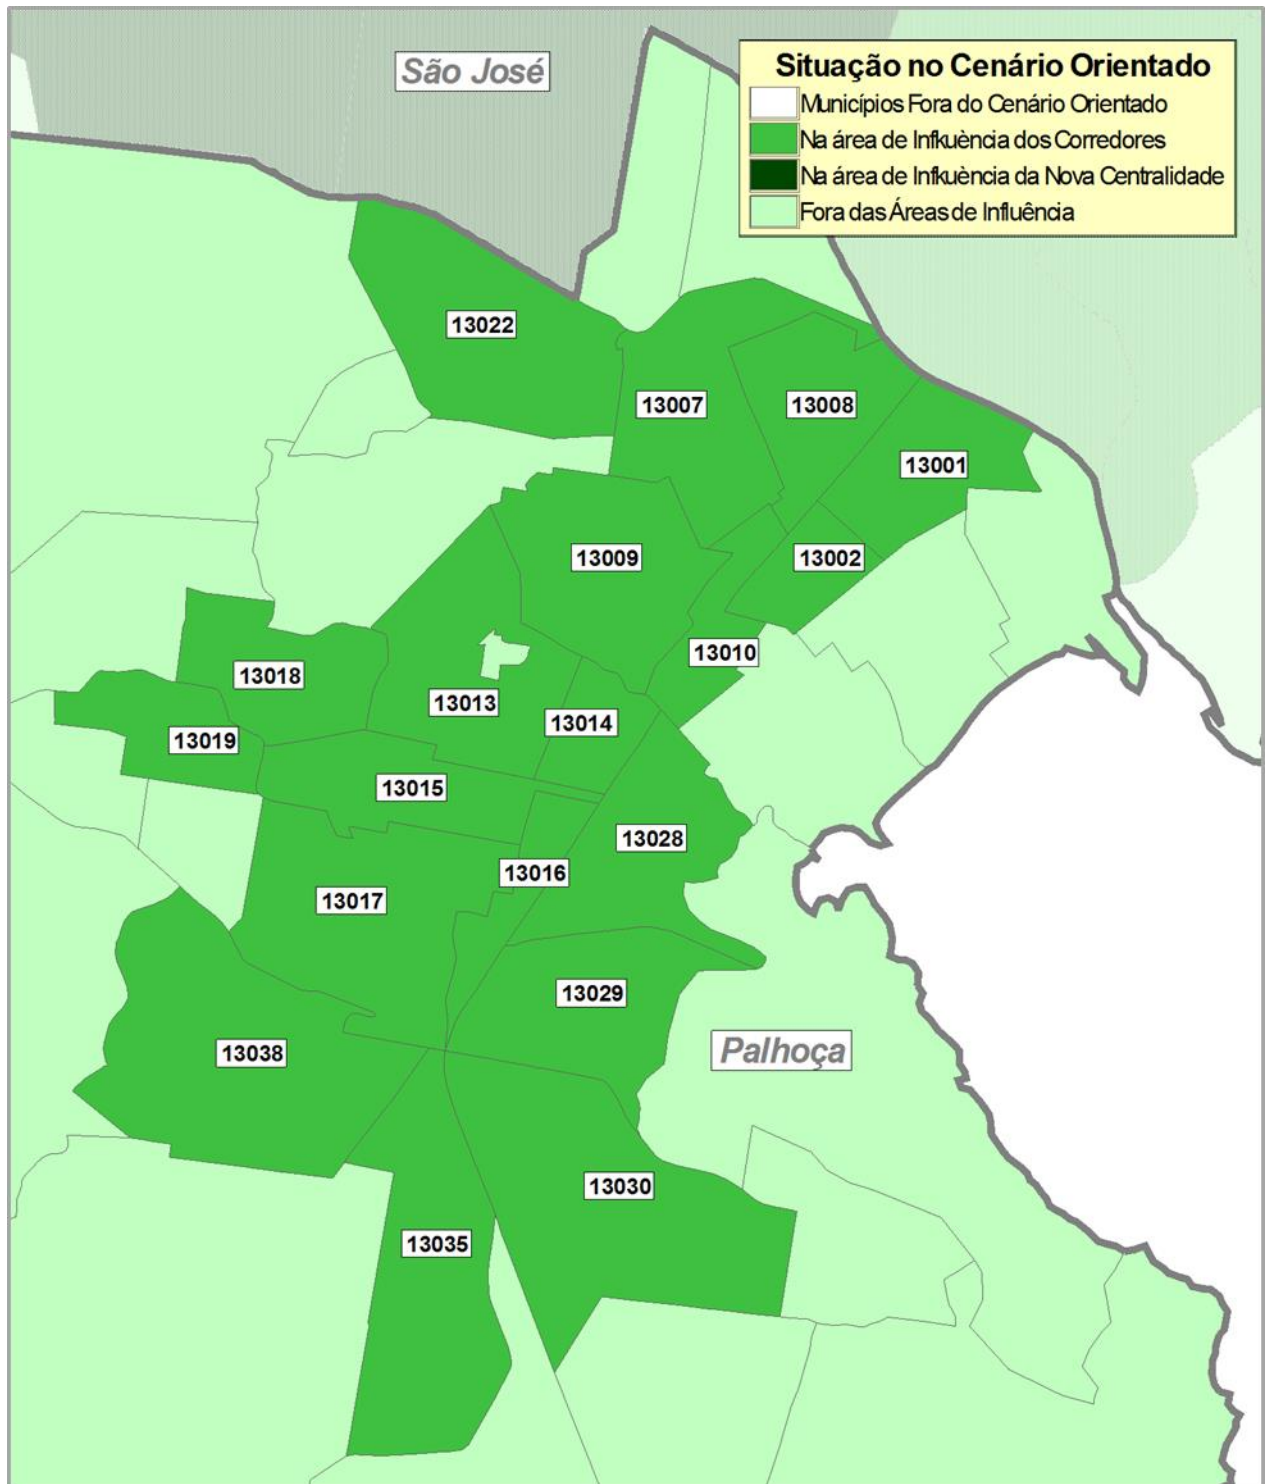 São José
Situação no Cenário Orientado
Municípios Fora do Cenário Orientado
Na área de Infkuència dos Corredores
Na área de Infkuència da Nova Centralidade
Fora das Áreas de Influência
13022
13007
13008
13001
13009
13002
13010
13018
13013
13014
13019
13015
13028
13016
13017
13029
13038
Palhoça
13030
13035